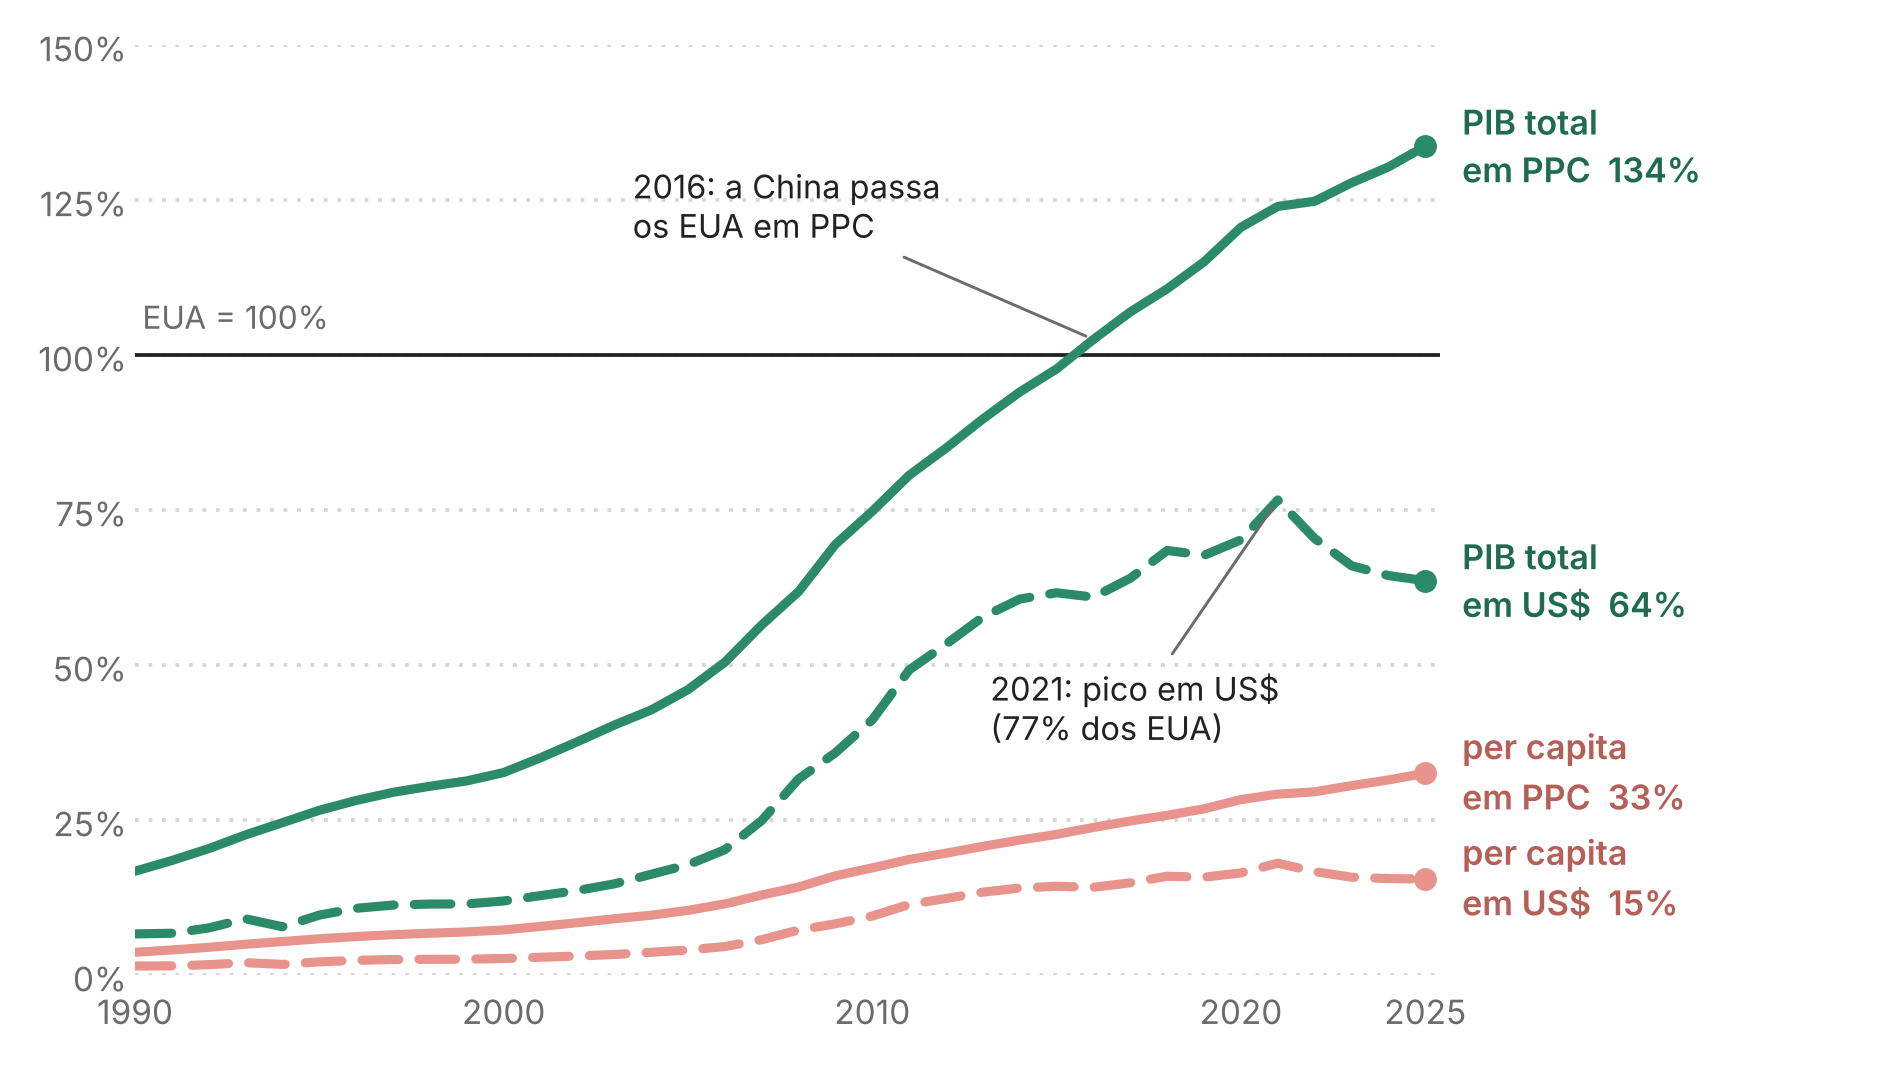 150%
PIB total
em PPC 134%
2016: a China passa
os EUA em PPC
125%
EUA = 100%
100%
75%
PIB total
em US$ 64%
50%
2021: pico em US$
(77% dos EUA)
per capita
em PPC 33%
25%
per capita
em US$ 15%
0%
1990 2000 2010 2020 2025